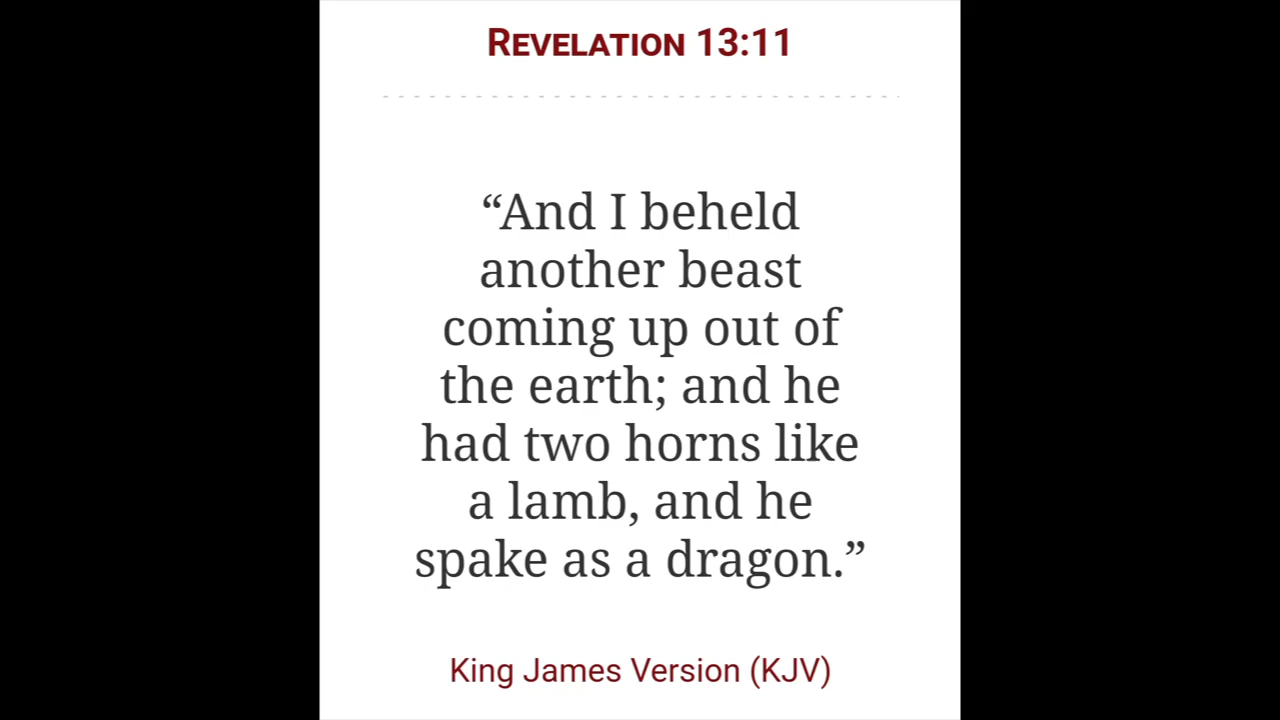 Revelation 13:11
“And I beheld
another beast
coming up out of
the earth; and he
had two horns like
a lamb, and he
spake as a dragon.”
King James Version (KJV)